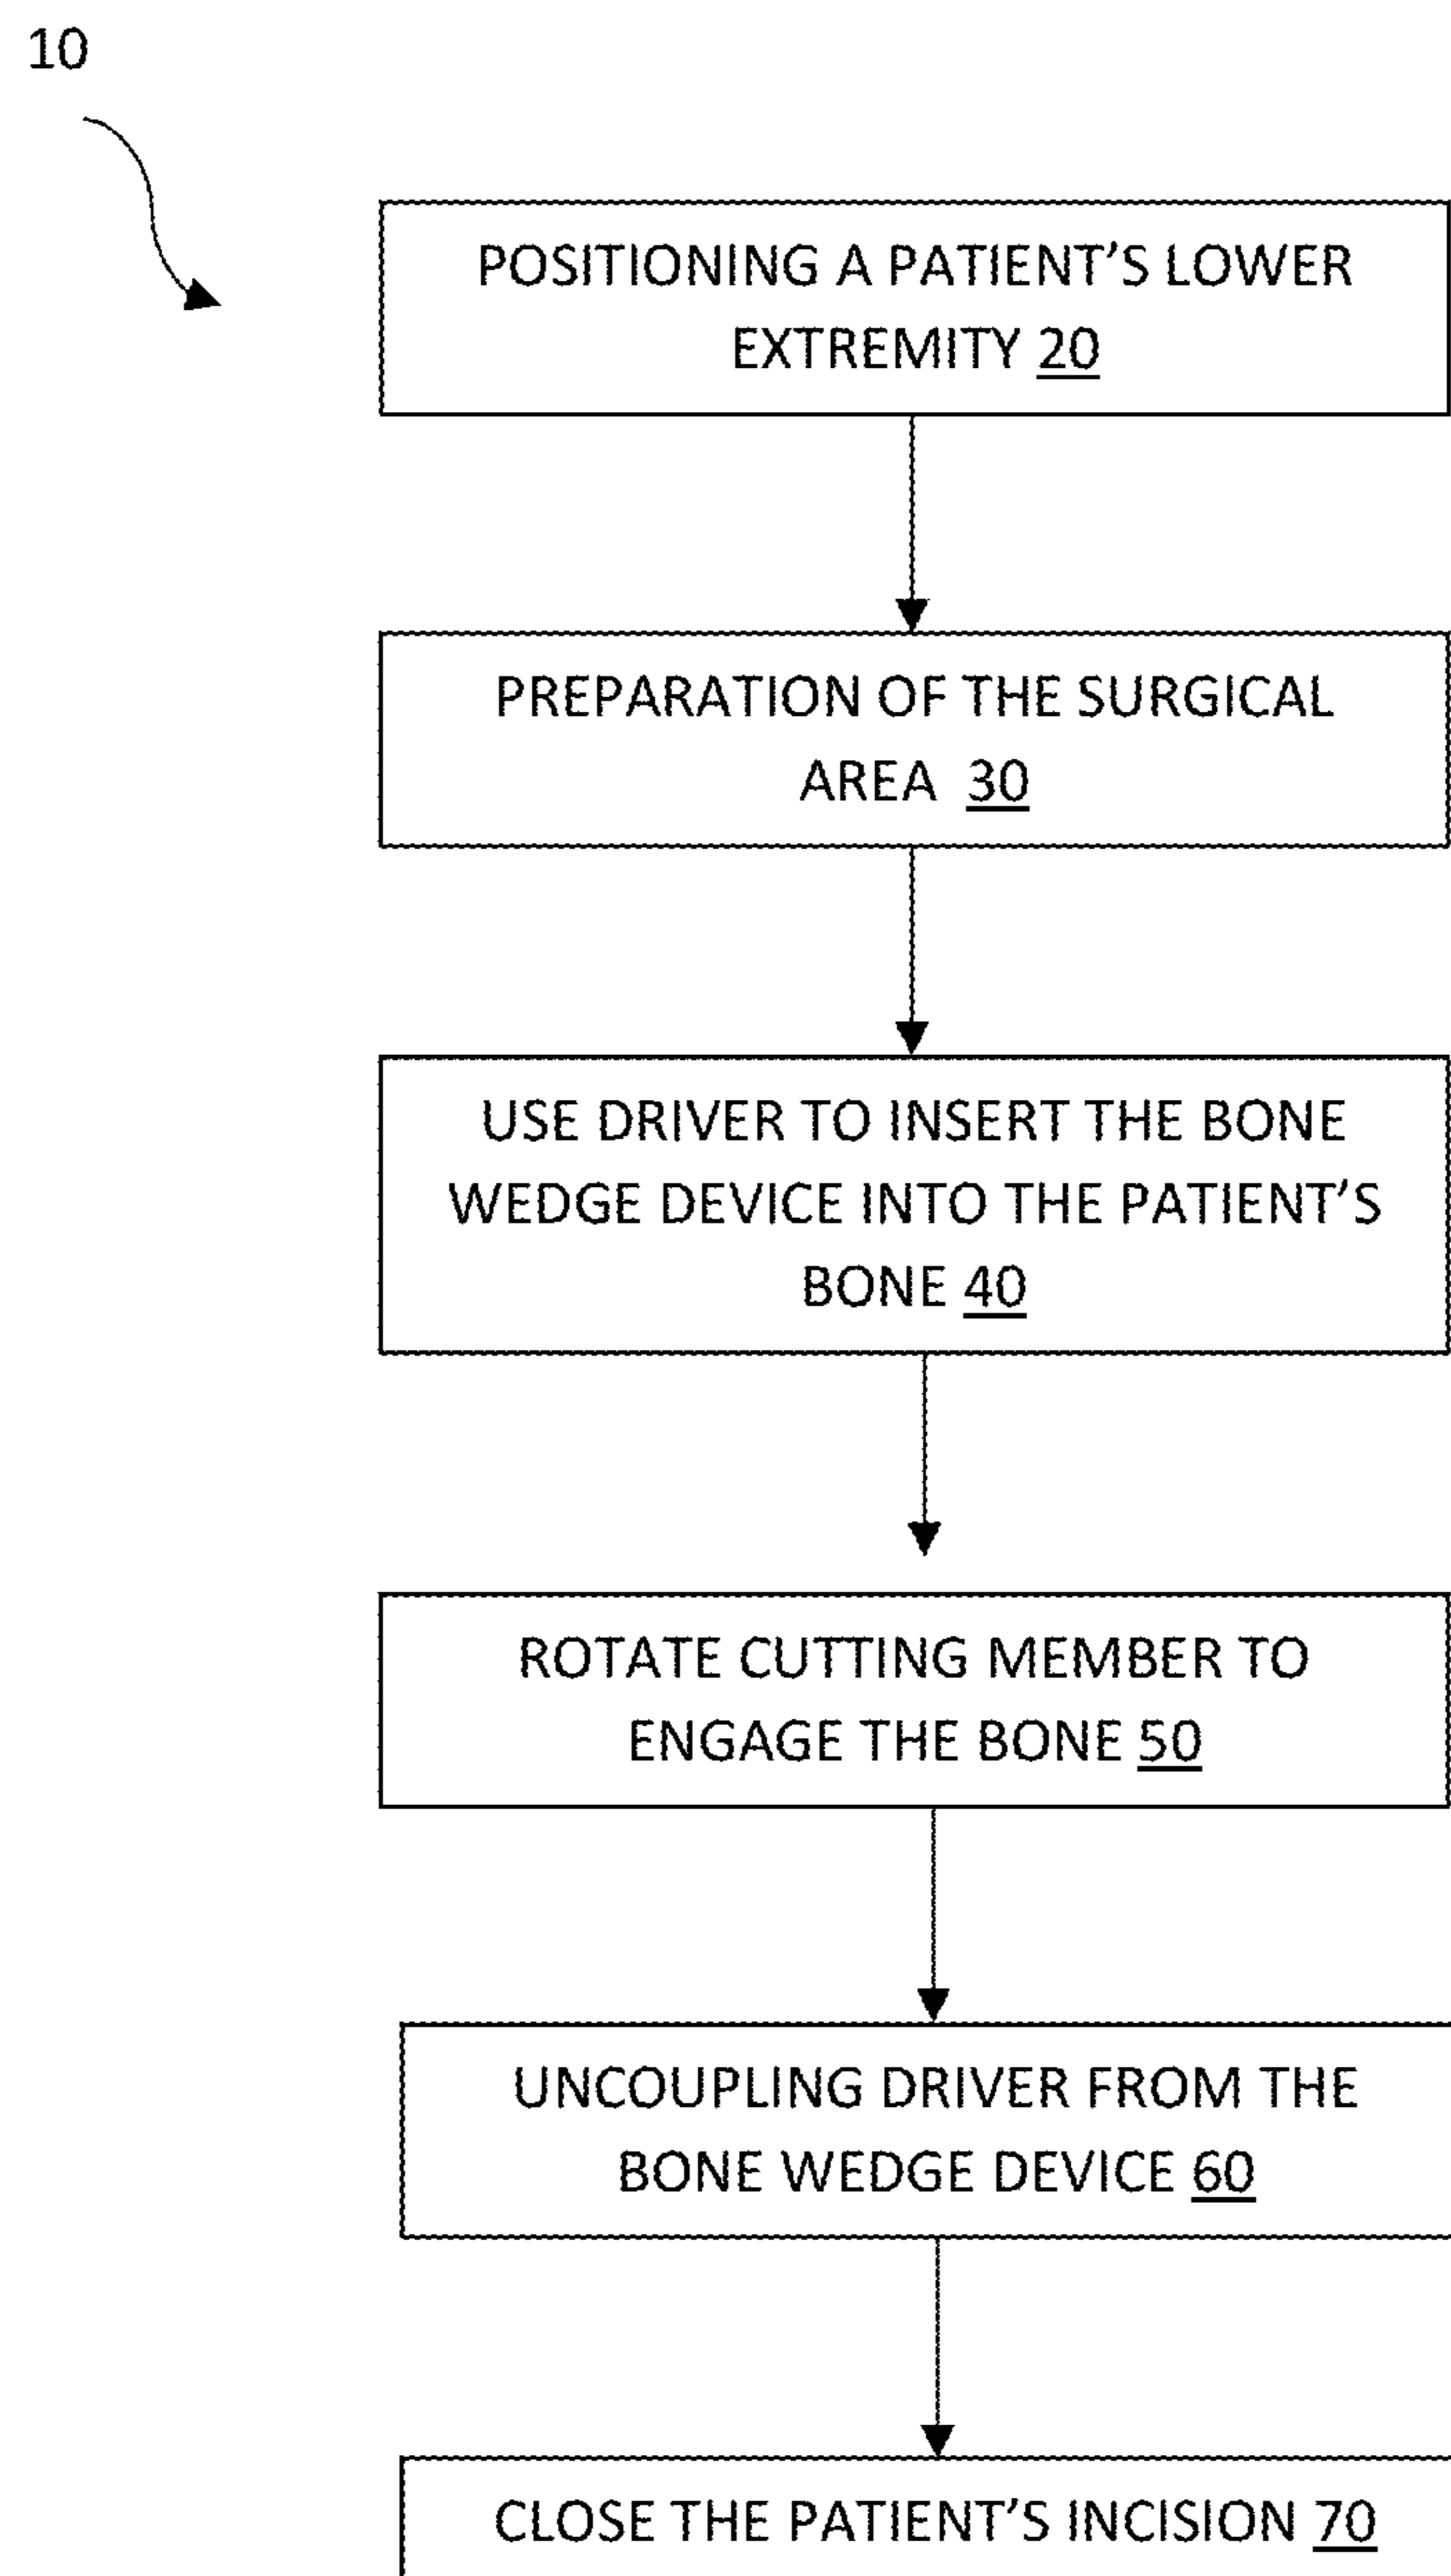 10
POSITIONING A PATIENT’S LOWER
EXTREMITY 20
PREPARATION OF THE SURGICAL
AREA 30
USE DRIVER TO INSERT THE BONE
WEDGE DEVICE INTO THE PATIENT’S
BONE 40
ROTATE CUTTING MEMBER TO
ENGAGE THE BONE 50
UNCOUPLING DRIVER FROM THE
BONE WEDGE DEVICE 60
CLOSE THE PATIENT’S INCISION 70